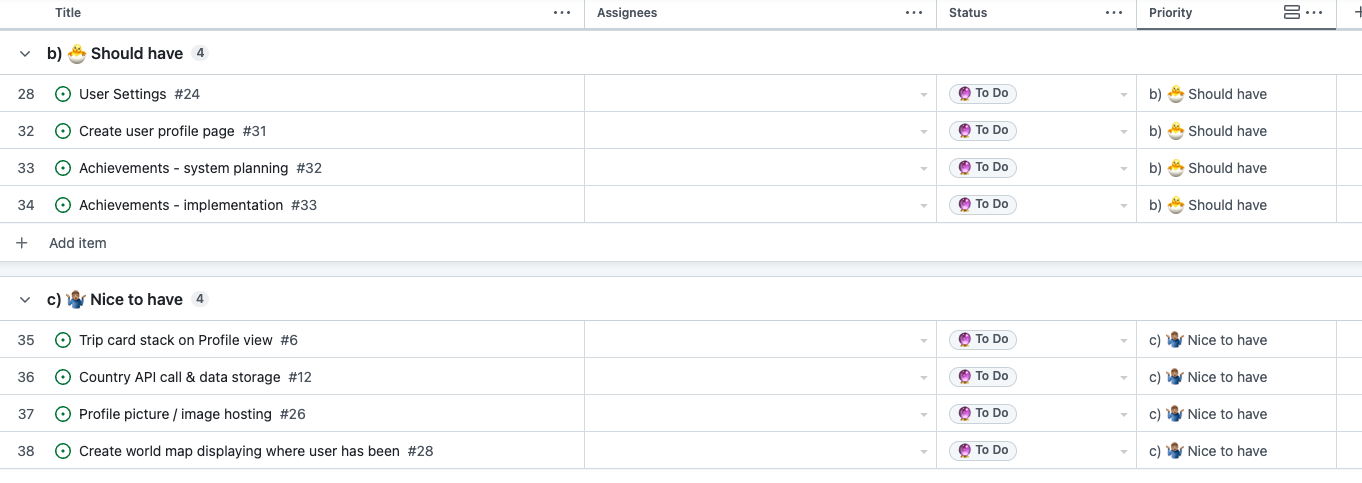 Title Assignees Status Priority
b) 🐣 Should have 4
28 User Settings #24 🔮 To Do b) 🐣 Should have
32 Create user profile page #31 🔮 To Do b) 🐣 Should have
33 Achievements - system planning #32 🔮 To Do b) 🐣 Should have
34 Achievements - implementation #33 🔮 To Do b) 🐣 Should have
+ Add item
c) 🤷🏽‍♂️ Nice to have 4
35 Trip card stack on Profile view #6 🔮 To Do c) 🤷🏽‍♂️ Nice to have
36 Country API call & data storage #12 🔮 To Do c) 🤷🏽‍♂️ Nice to have
37 Profile picture / image hosting #26 🔮 To Do c) 🤷🏽‍♂️ Nice to have
38 Create world map displaying where user has been #28 🔮 To Do c) 🤷🏽‍♂️ Nice to have